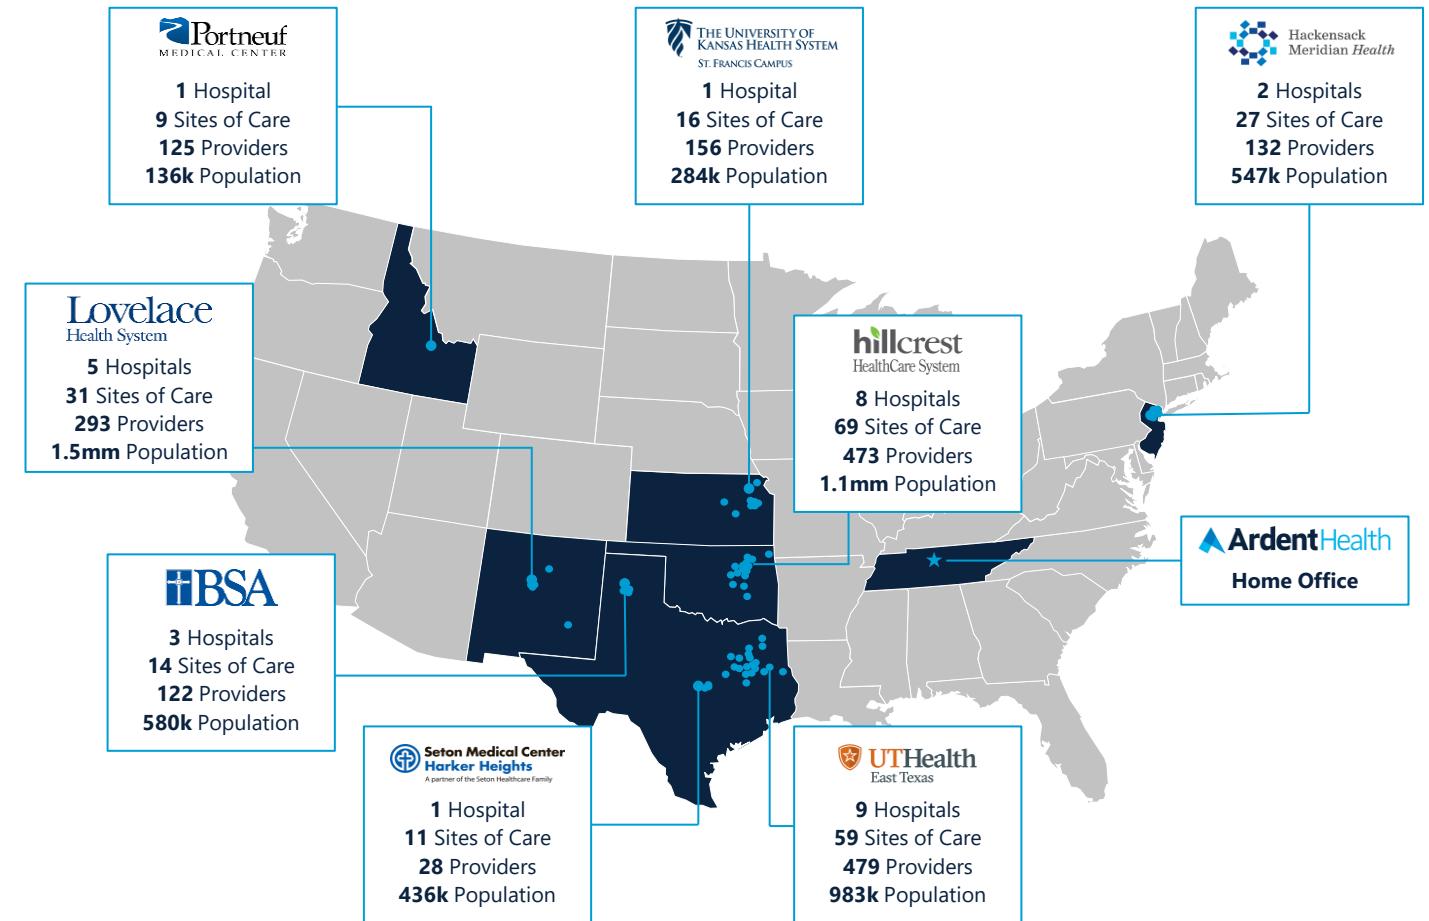 Portneuf
MEDICAL CENTER
1 Hospital
9 Sites of Care
125 Providers
136k Population
THE UNIVERSITY OF
KANSAS HEALTH SYSTEM
ST. FRANCIS CAMPUS
1 Hospital
16 Sites of Care
156 Providers
284k Population
Hackensack
Meridian Health
2 Hospitals
27 Sites of Care
132 Providers
547k Population
Lovelace
Health System
5 Hospitals
31 Sites of Care
293 Providers
1.5mm Population
hillcrest
HealthCare System
8 Hospitals
69 Sites of Care
473 Providers
1.1mm Population
ArdentHealth
Home Office
BSA
3 Hospitals
14 Sites of Care
122 Providers
580k Population
Seton Medical Center
Harker Heights
A partner of the Seton Healthcare Family
1 Hospital
11 Sites of Care
28 Providers
436k Population
UTHealth
East Texas
9 Hospitals
59 Sites of Care
479 Providers
983k Population